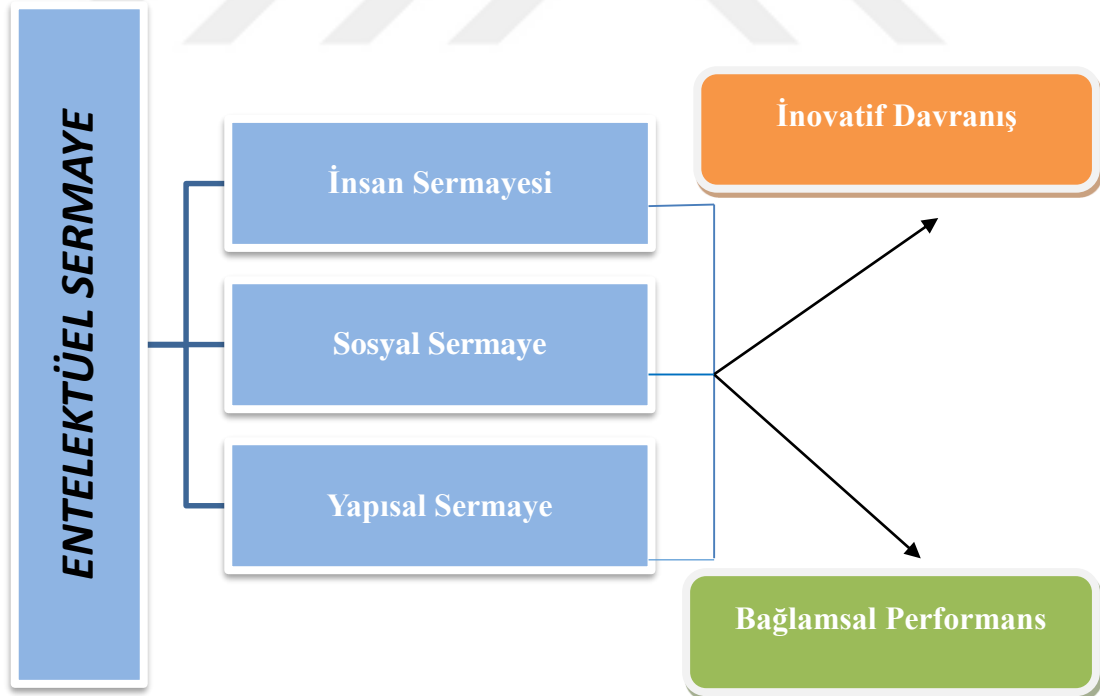 ENTELEKTÜEL SERMAYE
İnsan Sermayesi
Sosyal Sermaye
Yapısal Sermaye
İnovatif Davranış
Bağlamsal Performans